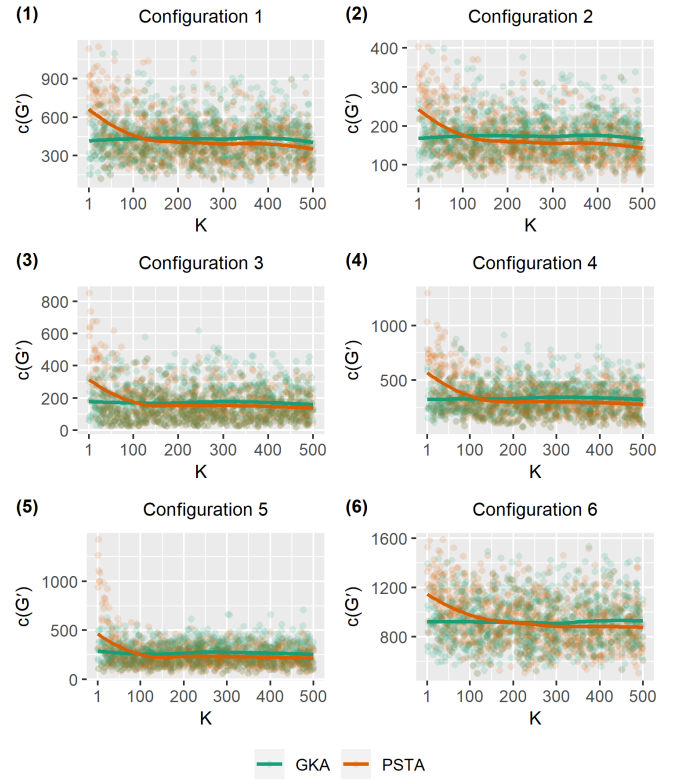 (1) Configuration 1
c(G′)
900
600
300
1 100 200 300 400 500
K
(2) Configuration 2
c(G′)
400
300
200
100
1 100 200 300 400 500
K
(3) Configuration 3
c(G′)
800
600
400
200
0
1 100 200 300 400 500
K
(4) Configuration 4
c(G′)
1000
500
1 100 200 300 400 500
K
(5) Configuration 5
c(G′)
1000
500
0
1 100 200 300 400 500
K
(6) Configuration 6
c(G′)
1600
1200
800
1 100 200 300 400 500
K
GKA PSTA